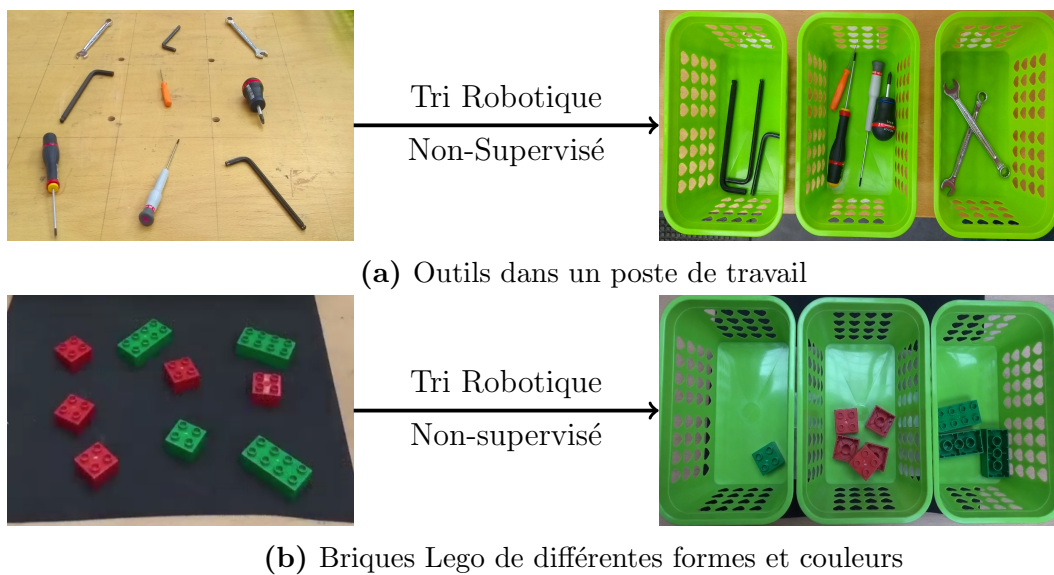 Tri Robotique
Non-Supervisé
(a) Outils dans un poste de travail
Tri Robotique
Non-supervisé
(b) Briques Lego de différentes formes et couleurs